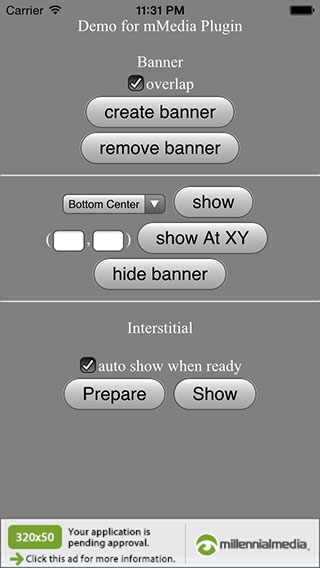 Carrier 11:31 PM
Demo for mMedia Plugin
Banner
overlap
create banner
remove banner
Bottom Center show
( , ) show At XY
hide banner
Interstitial
auto show when ready
Prepare Show
320x50 Your application is pending approval.
Click this ad for more information.
millennialmedia